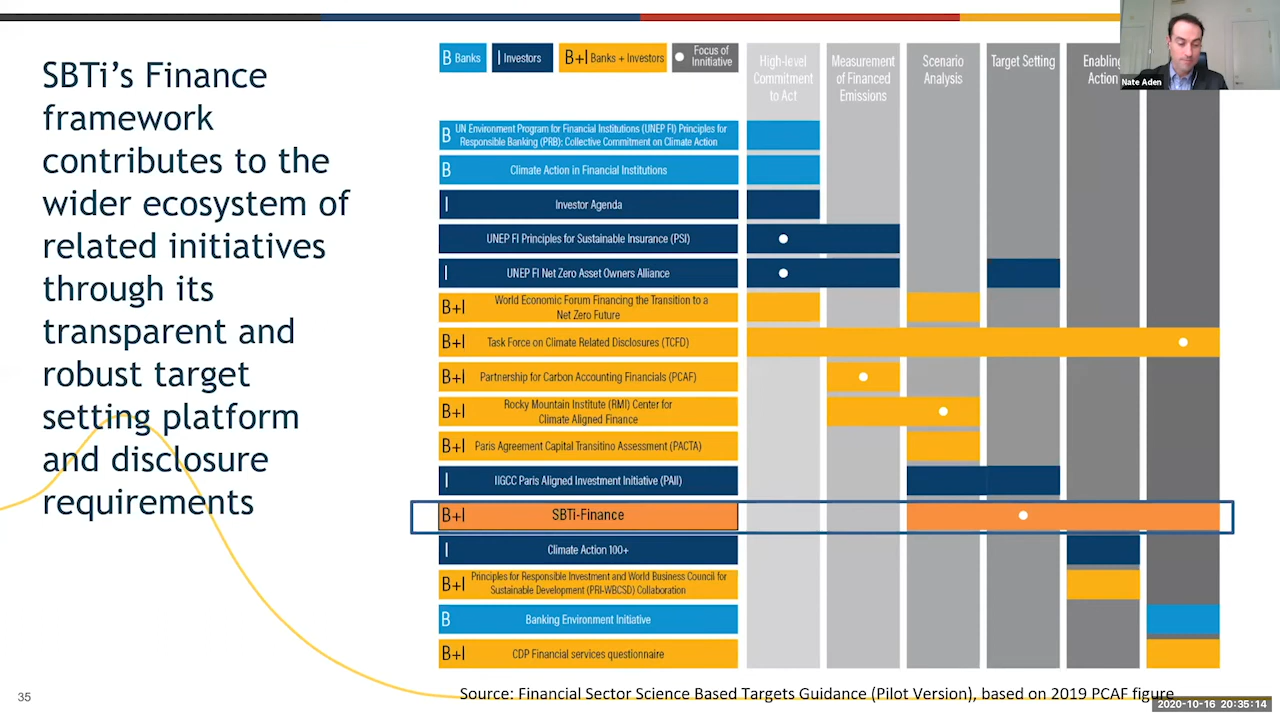 SBTi's Finance
framework
contributes to the
wider ecosystem of
related initiatives
through its
transparent and
robust target
setting platform
and disclosure
requirements
B Banks
I Investors
B+I Banks + Investors
Focus of
Innitiative
High-level
Commitment
to Act
Measurement
of Financed
Emissions
Scenario
Analysis
Target Setting
Enabling
Action
Nate Aden
B UN Environment Program for Financial Institutions (UNEP FI) Principles for
Responsible Banking (PRB): Collective Commitment on Climate Action
B Climate Action in Financial Institutions
I Investor Agenda
UNEP FI Principles for Sustainable Insurance (PSI)
I UNEP FI Net Zero Asset Owners Alliance
B+I World Economic Forum Financing the Transition to a
Net Zero Future
B+I Task Force on Climate Related Disclosures (TCFD)
B+I Partnership for Carbon Accounting Financials (PCAF)
B+I Rocky Mountain Institute (RMI) Center for
Climate Aligned Finance
B+I Paris Agreement Capital Transitino Assessment (PACTA)
I IIGCC Paris Aligned Investment Initiative (PAII)
B+I SBTi-Finance
I Climate Action 100+
B+I Principles for Responsible Investment and World Business Council for
Sustainable Development (PRI-WBCSD) Collaboration
B Banking Environment Initiative
B+I CDP Financial services questionnaire
Source: Financial Sector Science Based Targets Guidance (Pilot Version), based on 2019 PCAF figure
35
2020-10-16 20:35:14